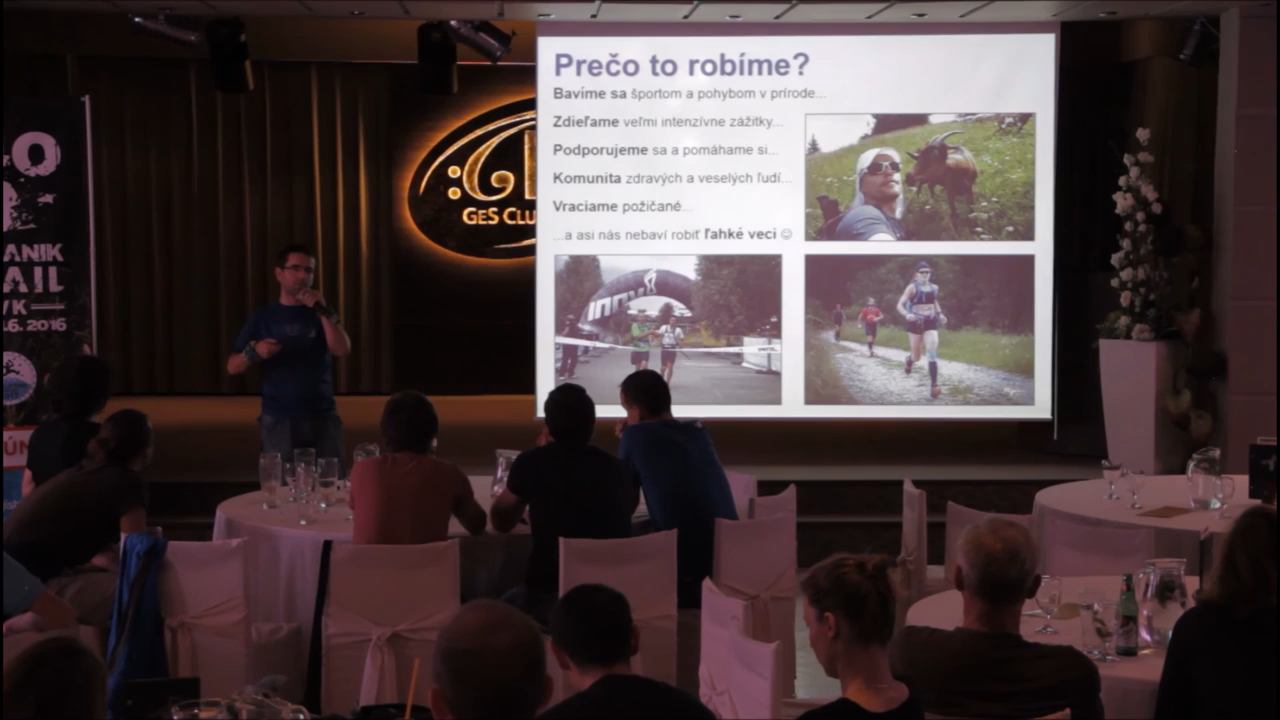 Prečo to robíme?
Bavíme sa športom a pohybom v prírode...
Zdieľame veľmi intenzívne zážitky...
Podporujeme sa a pomáhame si...
Komunita zdravých a veselých ľudí...
Vraciame požičané...
...a asi nás nebaví robiť ľahké veci ☺
GES CLU
ANIK
AIL
VK
.6. 2016